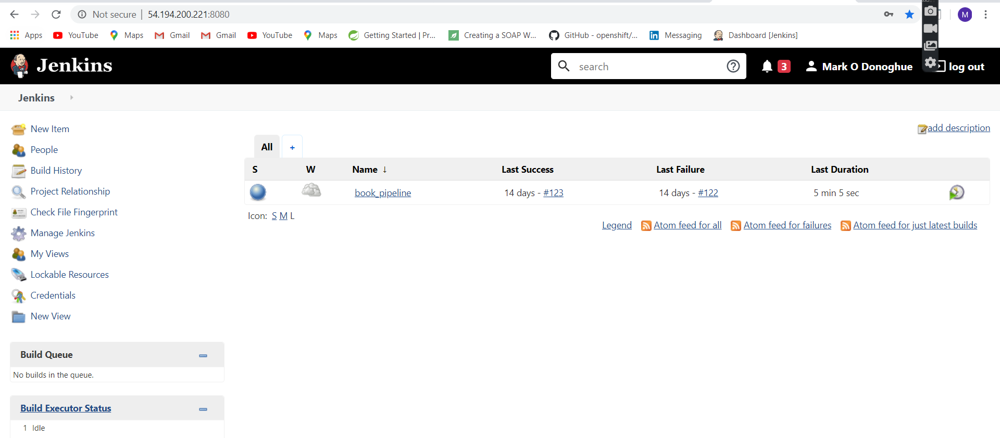 Not secure | 54.194.200.221:8080
M
Apps YouTube Maps Gmail Gmail YouTube Maps Getting Started | Pr... Creating a SOAP W... GitHub - openshift/... Messaging Dashboard [Jenkins]
Jenkins search 3 Mark O Donoghue log out
Jenkins
New Item
People
Build History
Project Relationship
Check File Fingerprint
Manage Jenkins
My Views
Lockable Resources
Credentials
New View
Build Queue
No builds in the queue.
Build Executor Status
1 Idle
add description
All +
S W Name ↓ Last Success Last Failure Last Duration
book_pipeline 14 days - #123 14 days - #122 5 min 5 sec
Icon: S M L
Legend Atom feed for all Atom feed for failures Atom feed for just latest builds